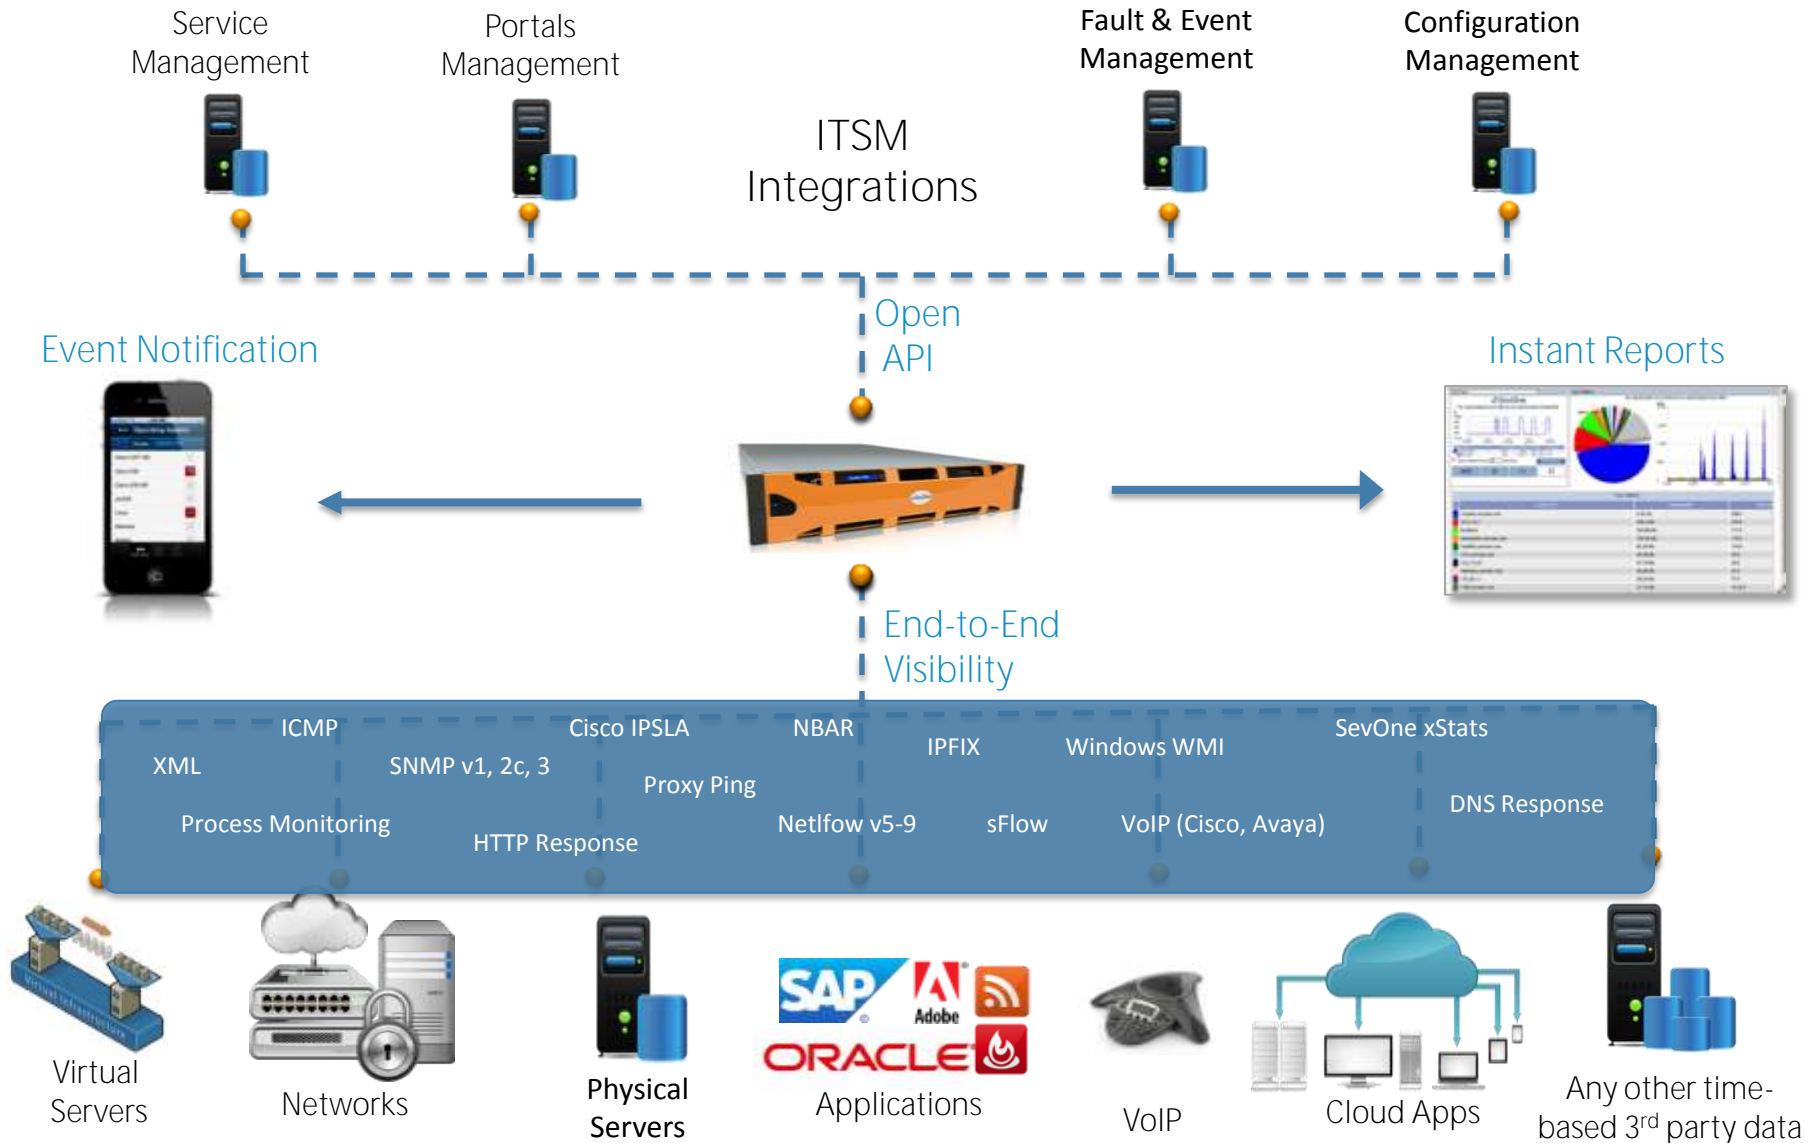 Service
Management
Portals
Management
Fault & Event
Management
Configuration
Management
ITSM
Integrations
Open
API
Event Notification
Instant Reports
End-to-End
Visibility
ICMP
Cisco IPSLA
NBAR
SevOne xStats
IPFIX
Windows WMI
XML
SNMP v1, 2c, 3
Proxy Ping
DNS Response
Process Monitoring
Netlfow v5-9
sFlow
VoIP (Cisco, Avaya)
HTTP Response
Virtual Infrastructure
SAP
Adobe
ORACLE
Virtual
Servers
Networks
Physical
Servers
Applications
VoIP
Cloud Apps
Any other time-
based 3rd party data